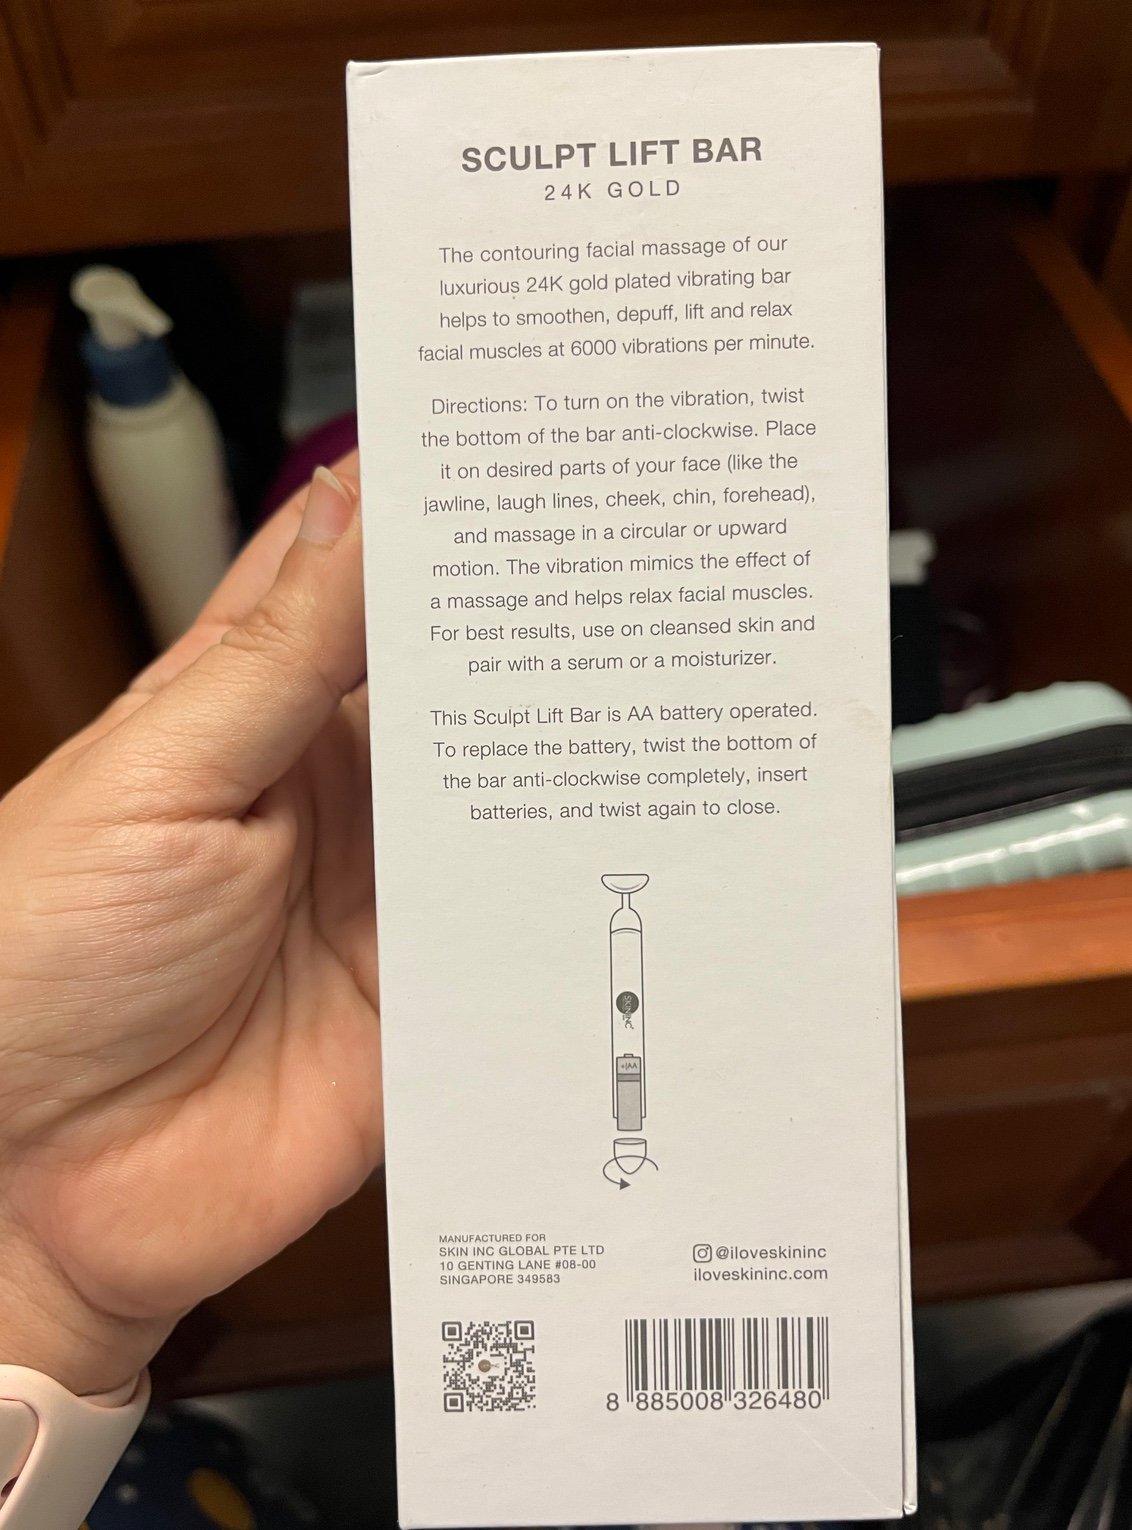 SCULPT LIFT BAR
24K GOLD
The contouring facial massage of our
luxurious 24K gold plated vibrating bar
helps to smoothen, depuff, lift and relax
facial muscles at 6000 vibrations per minute.
Directions: To turn on the vibration, twist
the bottom of the bar anti-clockwise. Place
it on desired parts of your face (like the
jawline, laugh lines, cheek, chin, forehead),
and massage in a circular or upward
motion. The vibration mimics the effect of
a massage and helps relax facial muscles.
For best results, use on cleansed skin and
pair with a serum or a moisturizer.
This Sculpt Lift Bar is AA battery operated.
To replace the battery, twist the bottom of
the bar anti-clockwise completely, insert
batteries, and twist again to close.
SKIN INC
+|AA
MANUFACTURED FOR
SKIN INC GLOBAL PTE LTD
10 GENTING LANE #08-00
SINGAPORE 349583
@iloveskininc
iloveskininc.com
8 885008 326480